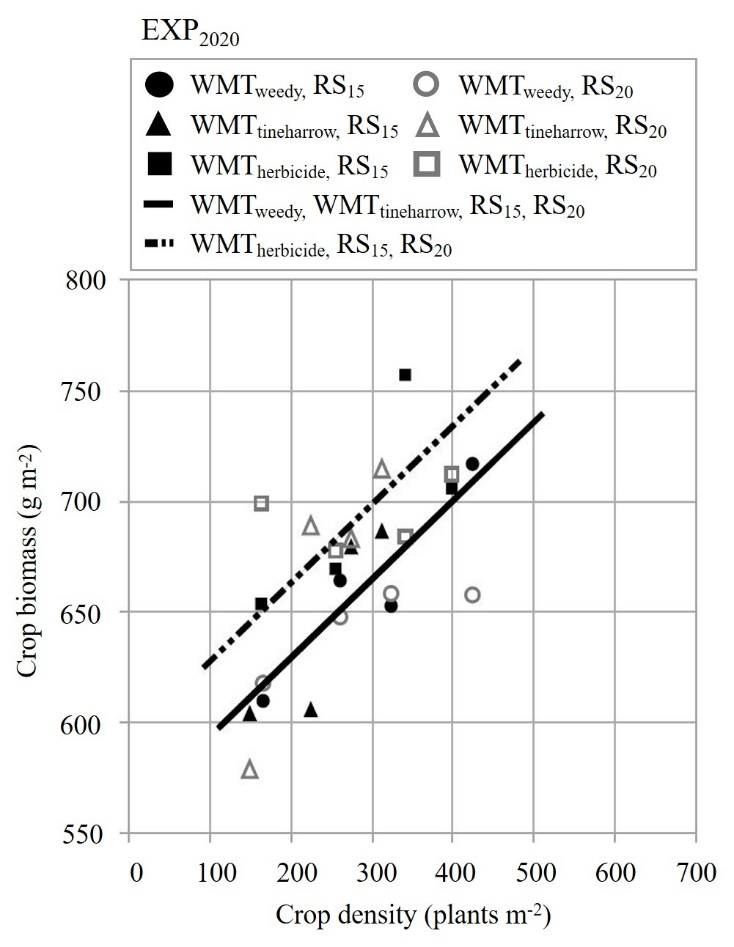 EXP2020
WMTweedy, RS15 WMTweedy, RS20
WMTtineharrow, RS15 WMTtineharrow, RS20
WMTherbicide, RS15 WMTherbicide, RS20
WMTweedy, WMTtineharrow, RS15, RS20
WMTherbicide, RS15, RS20
800
750
700
650
600
550
Crop biomass (g m-2)
0 100 200 300 400 500 600 700
Crop density (plants m-2)